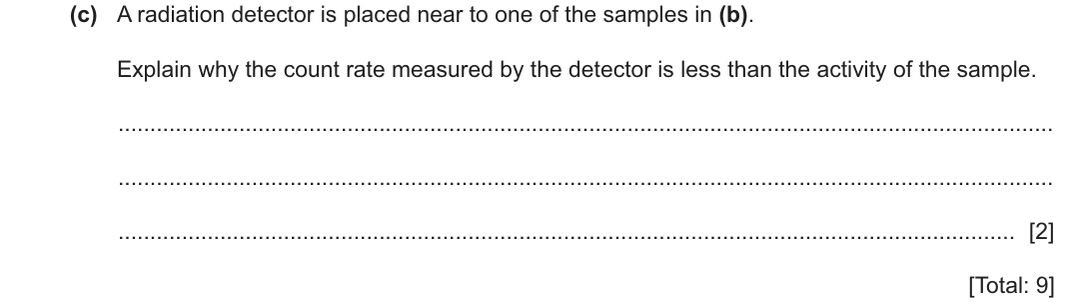 (c) A radiation detector is placed near to one of the samples in (b).
Explain why the count rate measured by the detector is less than the activity of the sample.
...................................................................................................................................................
...................................................................................................................................................
............................................................................................................................................. [2]
[Total: 9]